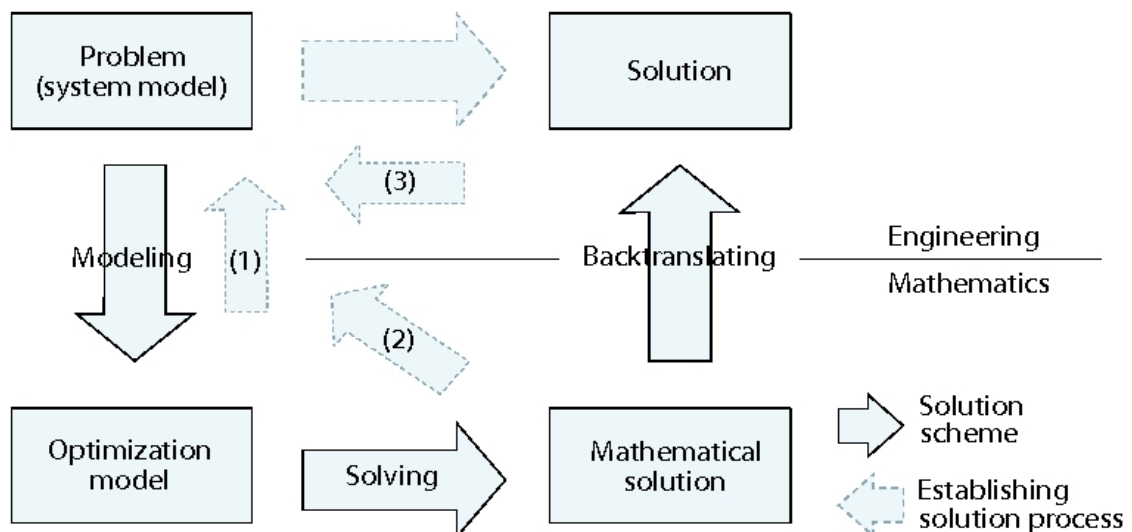 Problem
(system model)
Solution
(3)
Modeling
(1)
Backtranslating
Engineering
Mathematics
(2)
Optimization
model
Solving
Mathematical
solution
Solution
scheme
Establishing
solution process